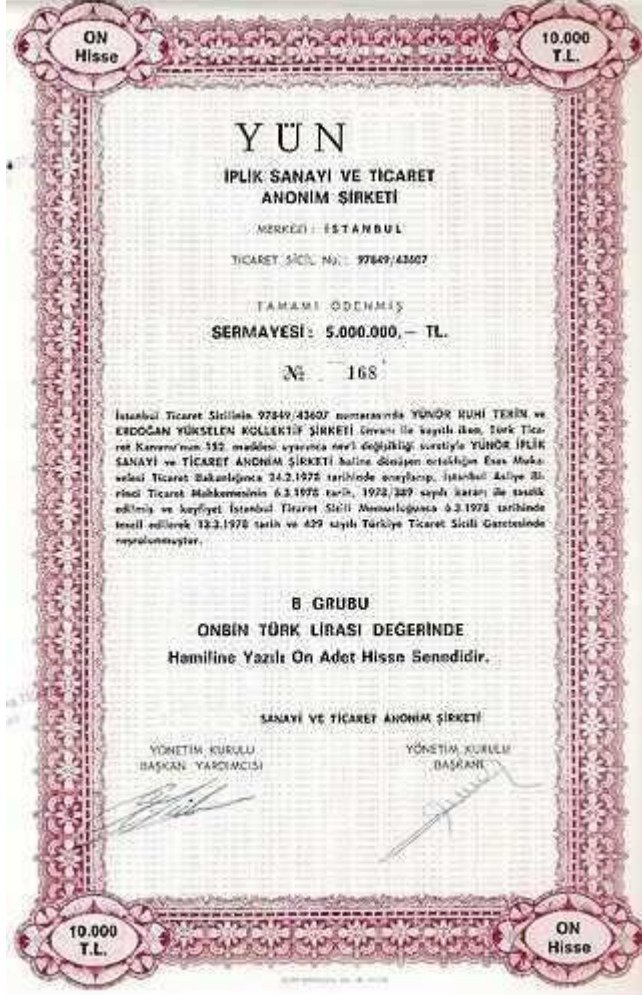 ON
Hisse
10.000
T.L.
YÜN
İPLİK SANAYİ VE TİCARET
ANONİM ŞİRKETİ
MERKEZİ: İSTANBUL
TİCARET SİCİL No.: 97849/43607
TAMAMI ÖDENMİŞ
SERMAYESİ: 5.000.000,— TL.
№ 168
İstanbul Ticaret Sicilinin 97849/43607 numarasında YÜNÖR RUHİ TEKİN ve
ERDOĞAN YÜKSELEN KOLLEKTİF ŞİRKETİ ünvanı ile kayıtlı iken, Türk Tica-
ret Kanunu'nun 152. maddesi uyarınca nev'i değişikliği suretiyle YÜNÖR İPLİK
SANAYİ ve TİCARET ANONİM ŞİRKETİ haline dönüşen ortaklığın Esas Muka-
velesi Ticaret Bakanlığınca 24.2.1978 tarihinde onaylanıp, İstanbul Asliye Bi-
rinci Ticaret Mahkemesinin 6.3.1978 tarih, 1978/389 sayılı kararı ile tasdik
edilmiş ve keyfiyet İstanbul Ticaret Sicili Memurluğunca 6.3.1978 tarihinde
tescil edilerek 13.3.1978 tarih ve 429 sayılı Türkiye Ticaret Sicili Gazetesinde
neşrolunmuştur.
B GRUBU
ONBİN TÜRK LİRASI DEĞERİNDE
Hamiline Yazılı On Adet Hisse Senedidir.
SANAYİ VE TİCARET ANONİM ŞİRKETİ
YÖNETİM KURULU
BAŞKAN YARDIMCISI
YÖNETİM KURULU
BAŞKANI
10.000
T.L.
ON
Hisse